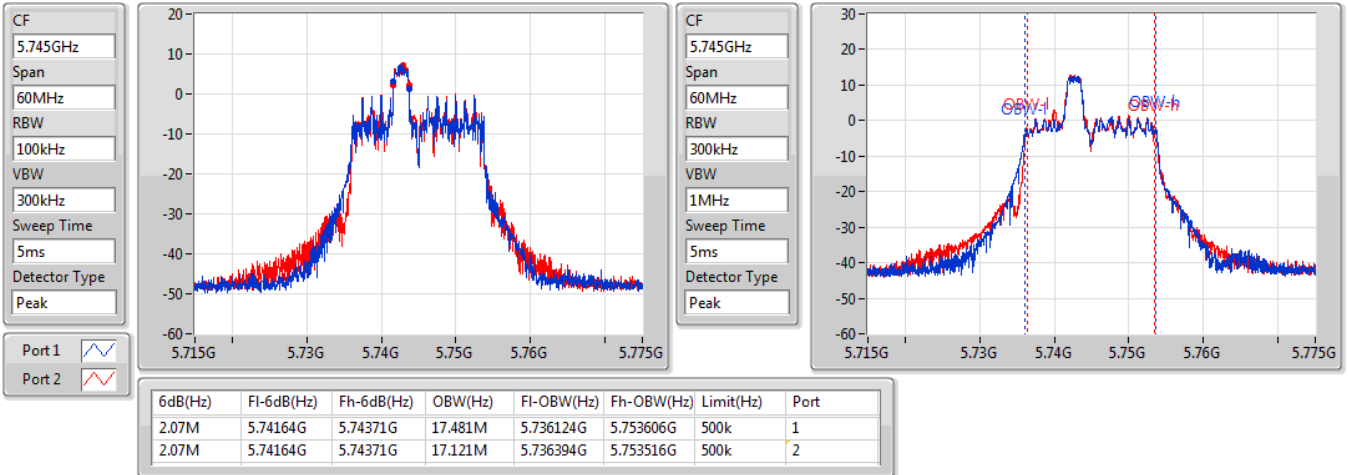 CF
5.745GHz
Span
60MHz
RBW
100kHz
VBW
300kHz
Sweep Time
5ms
Detector Type
Peak
Port 1
Port 2
20
10
0
-10
-20
-30
-40
-50
-60
5.715G 5.73G 5.74G 5.75G 5.76G 5.775G
CF
5.745GHz
Span
60MHz
RBW
300kHz
VBW
1MHz
Sweep Time
5ms
Detector Type
Peak
30
20
10
0
-10
-20
-30
-40
-50
-60
OBW-l OBW-h
OBW-l OBW-h
5.715G 5.73G 5.74G 5.75G 5.76G 5.775G
6dB(Hz) Fl-6dB(Hz) Fh-6dB(Hz) OBW(Hz) Fl-OBW(Hz) Fh-OBW(Hz) Limit(Hz) Port
2.07M 5.74164G 5.74371G 17.481M 5.736124G 5.753606G 500k 1
2.07M 5.74164G 5.74371G 17.121M 5.736394G 5.753516G 500k 2